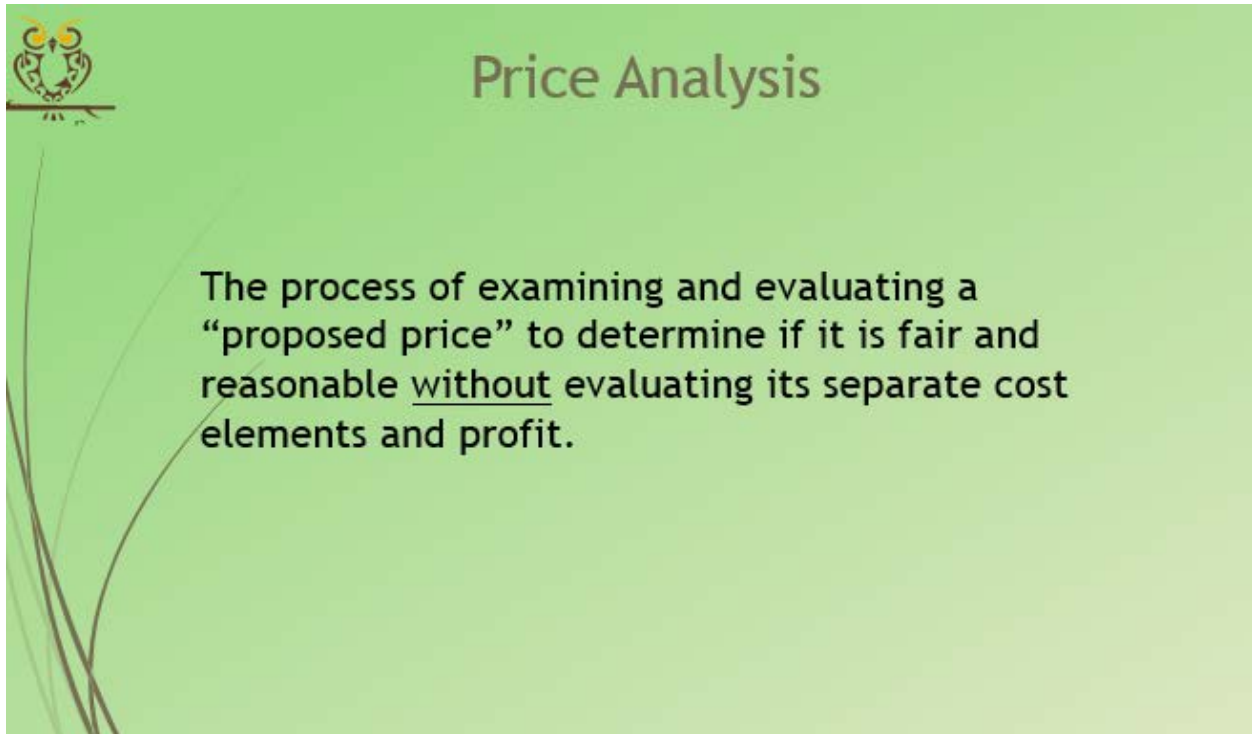 Price Analysis
The process of examining and evaluating a
“proposed price” to determine if it is fair and
reasonable without evaluating its separate cost
elements and profit.